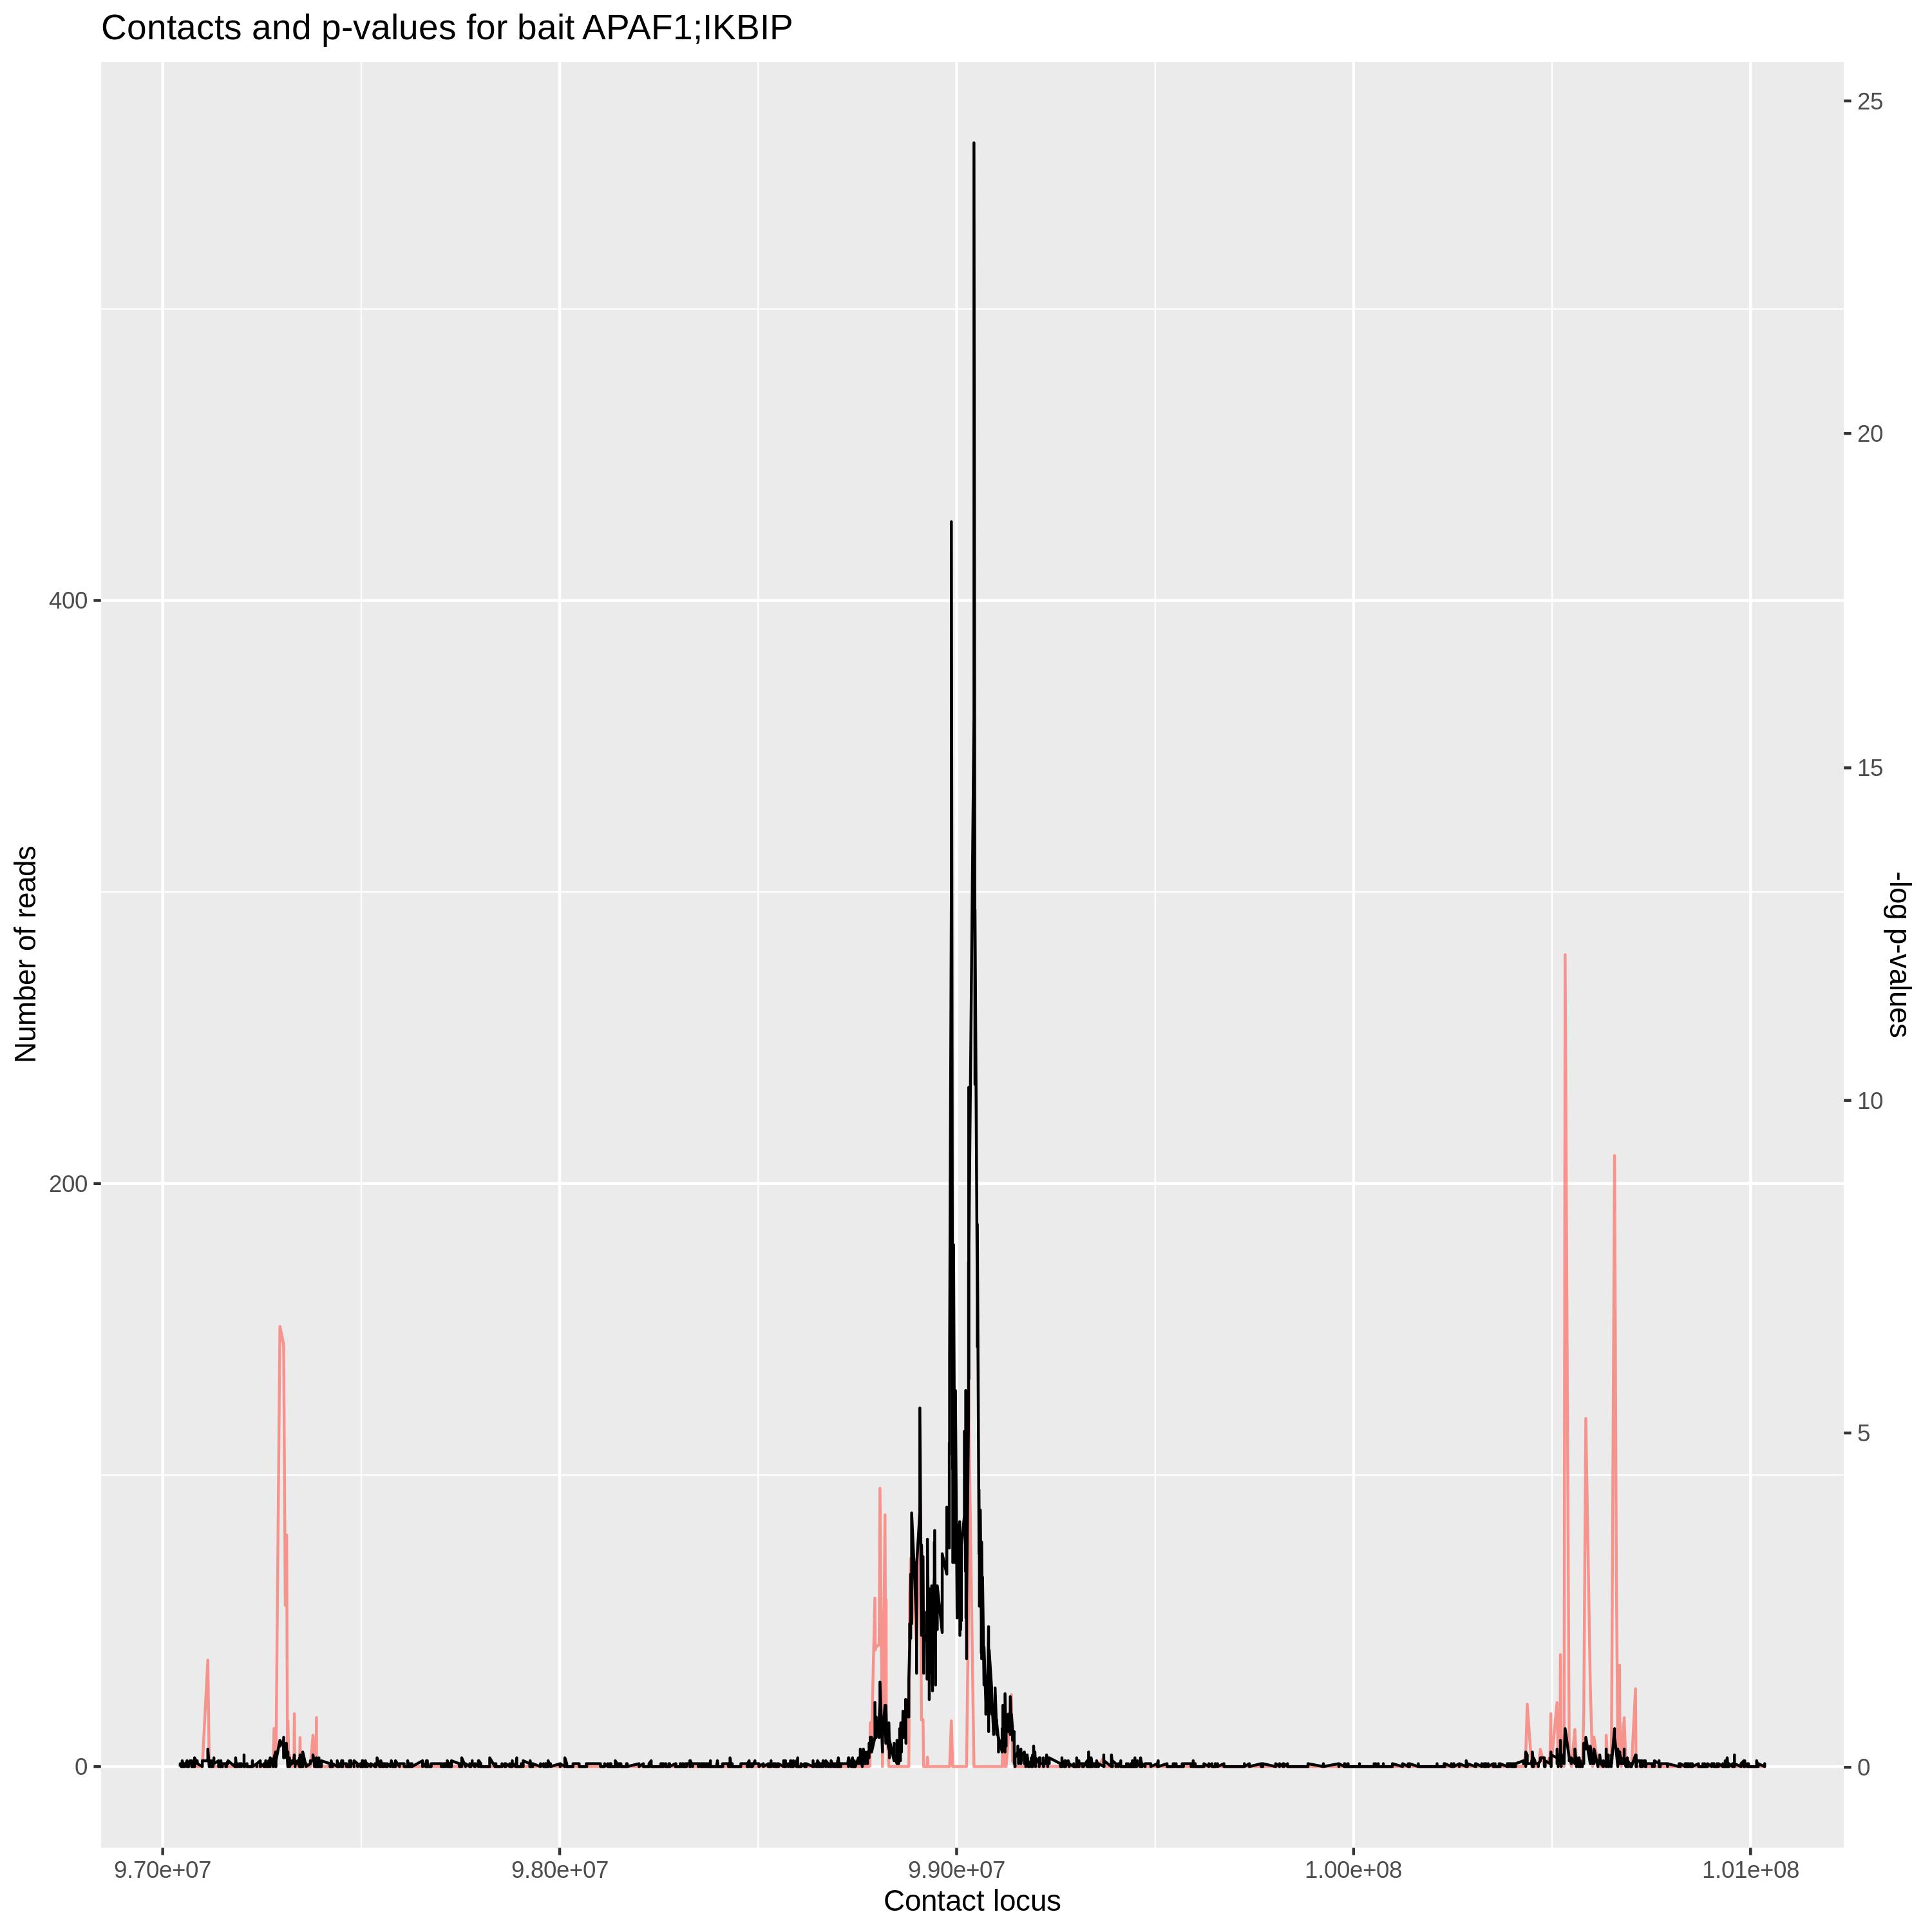 Contacts and p-values for bait APAF1;IKBIP
25
20
400
15
Number of reads
-log p-values
10
200
5
0
0
9.70e+07 9.80e+07 9.90e+07 1.00e+08 1.01e+08
Contact locus